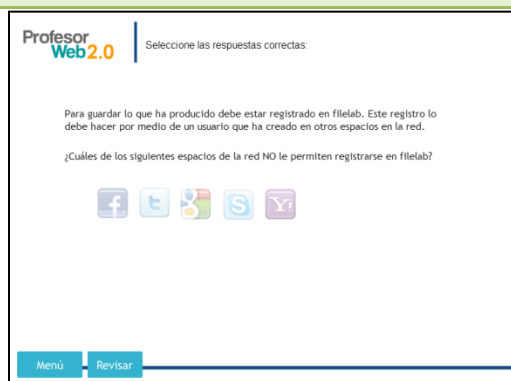 Profesor
Web2.0
Seleccione las respuestas correctas:
Para guardar lo que ha producido debe estar registrado en filelab. Este registro lo
debe hacer por medio de un usuario que ha creado en otros espacios en la red.
¿Cuáles de los siguientes espacios de la red NO le permiten registrarse en filelab?
f t g S Y!
Menú Revisar